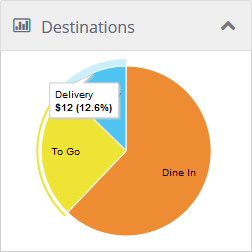 Destinations
Delivery
$12 (12.6%)
To Go
Dine In